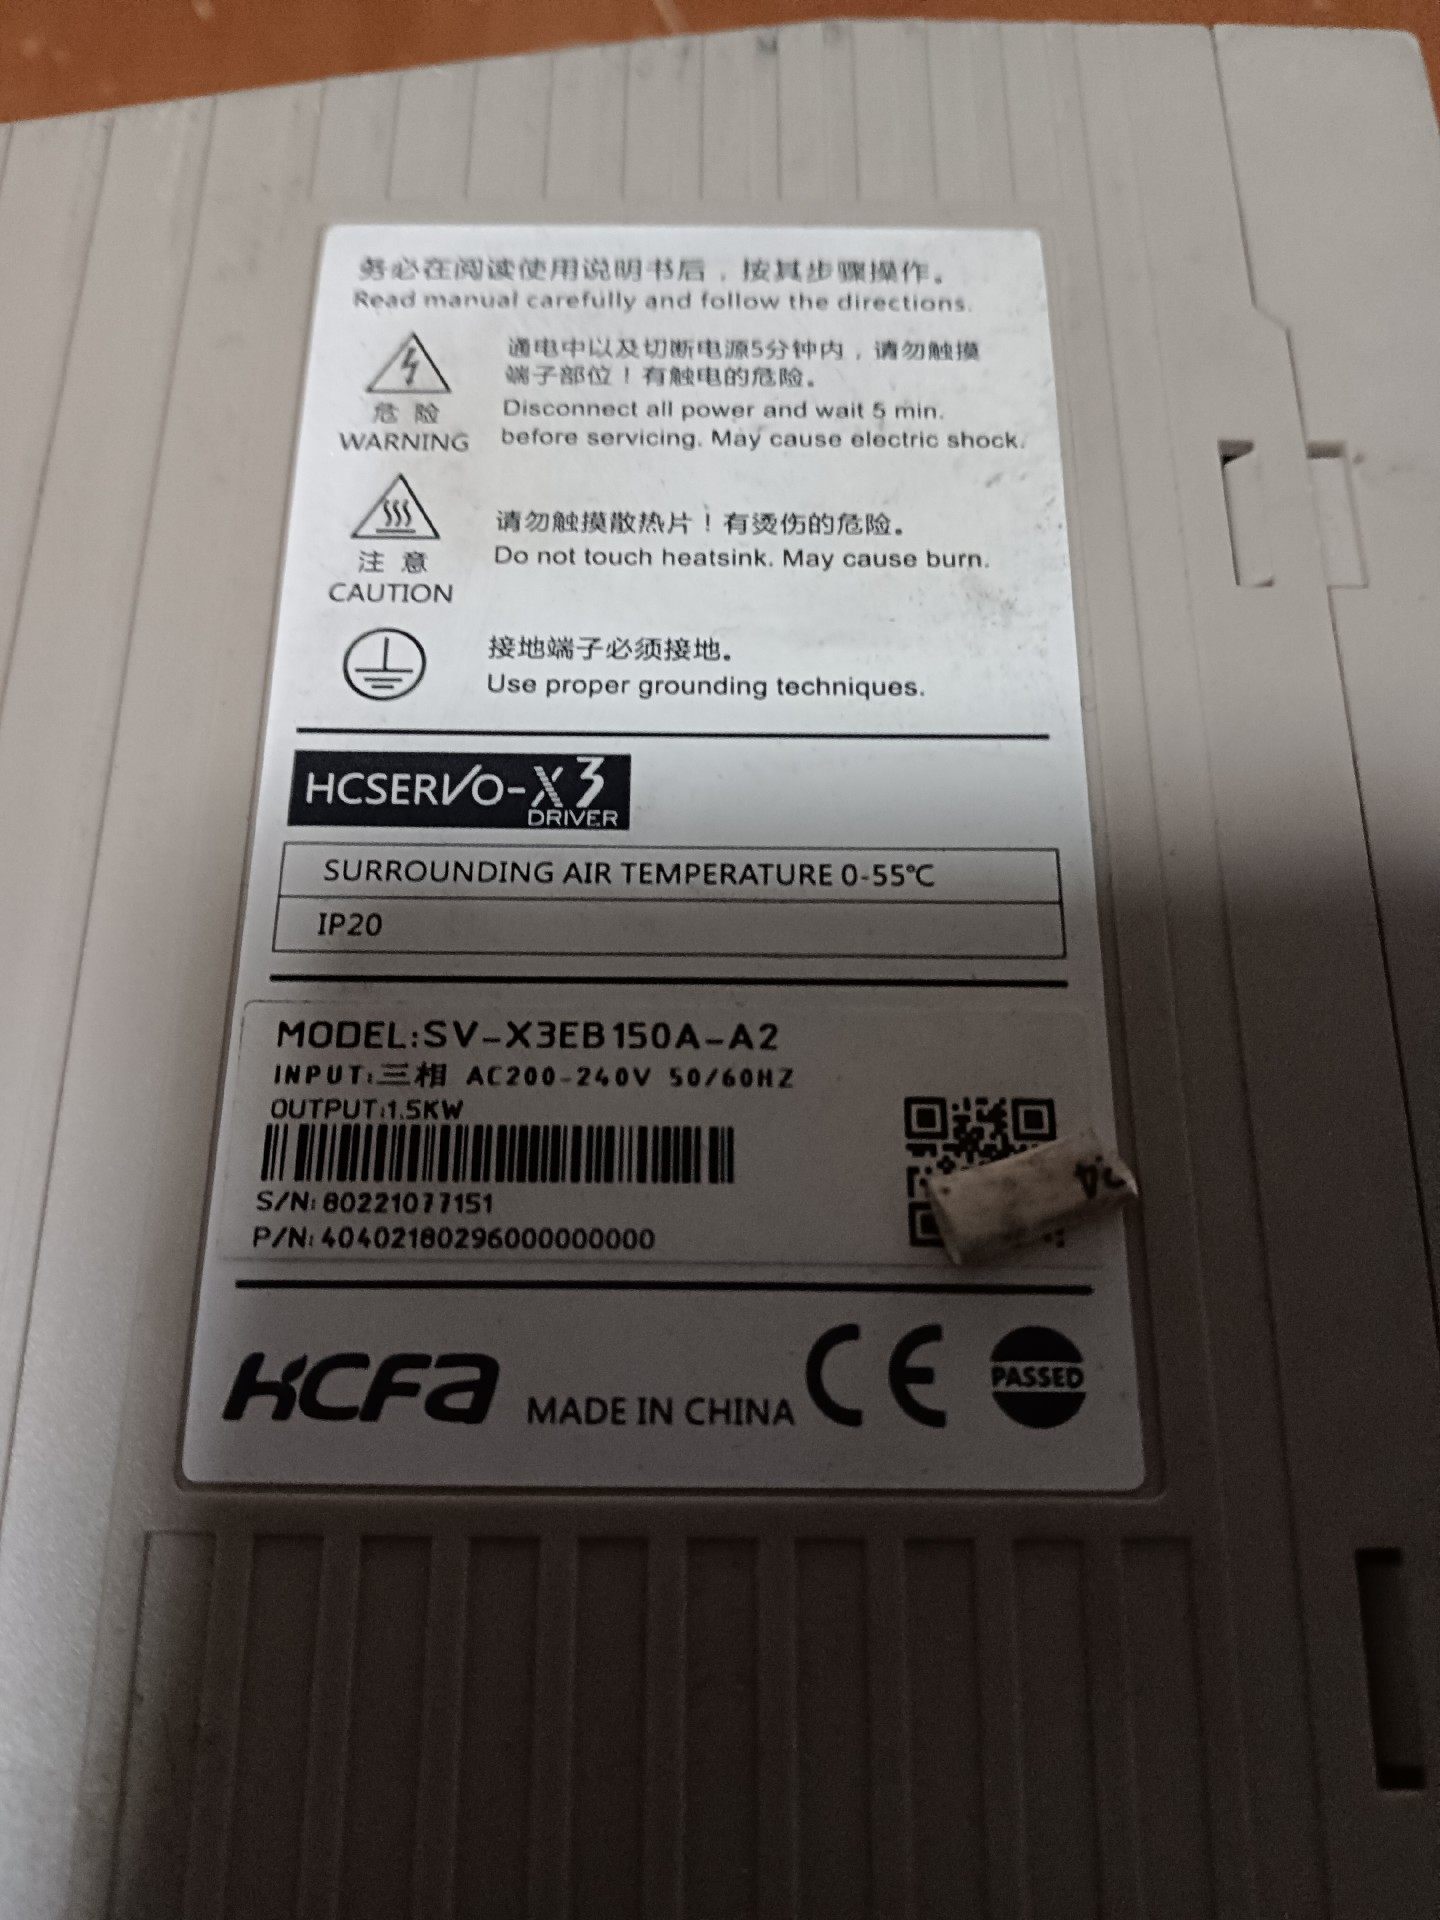 务必在阅读使用说明书后，按其步骤操作。
Read manual carefully and follow the directions.
通电中以及切断电源5分钟内，请勿触摸
端子部位！有触电的危险。
危 险
WARNING
Disconnect all power and wait 5 min.
before servicing. May cause electric shock.
请勿触摸散热片！有烫伤的危险。
注 意
CAUTION
Do not touch heatsink. May cause burn.
接地端子必须接地。
Use proper grounding techniques.
HCSERVO-X3
DRIVER
SURROUNDING AIR TEMPERATURE 0-55℃
IP20
MODEL:SV-X3EB150A-A2
INPUT:三相 AC200-240V 50/60HZ
OUTPUT:1.5KW
S/N:80221077151
P/N:40402180296000000000
HCFA MADE IN CHINA CE PASSED